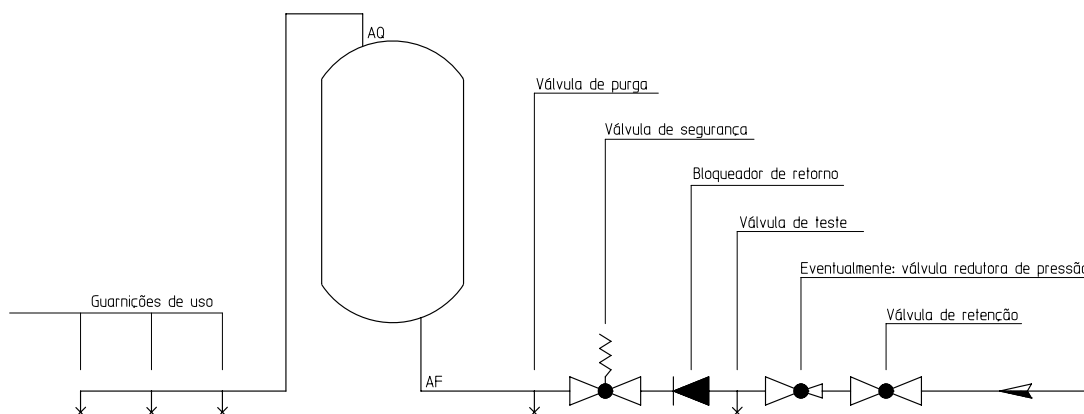 AQ
Válvula de purga
Válvula de segurança
Bloqueador de retorno
Válvula de teste
Eventualmente: válvula redutora de pressão
Guarnições de uso
Válvula de retenção
AF